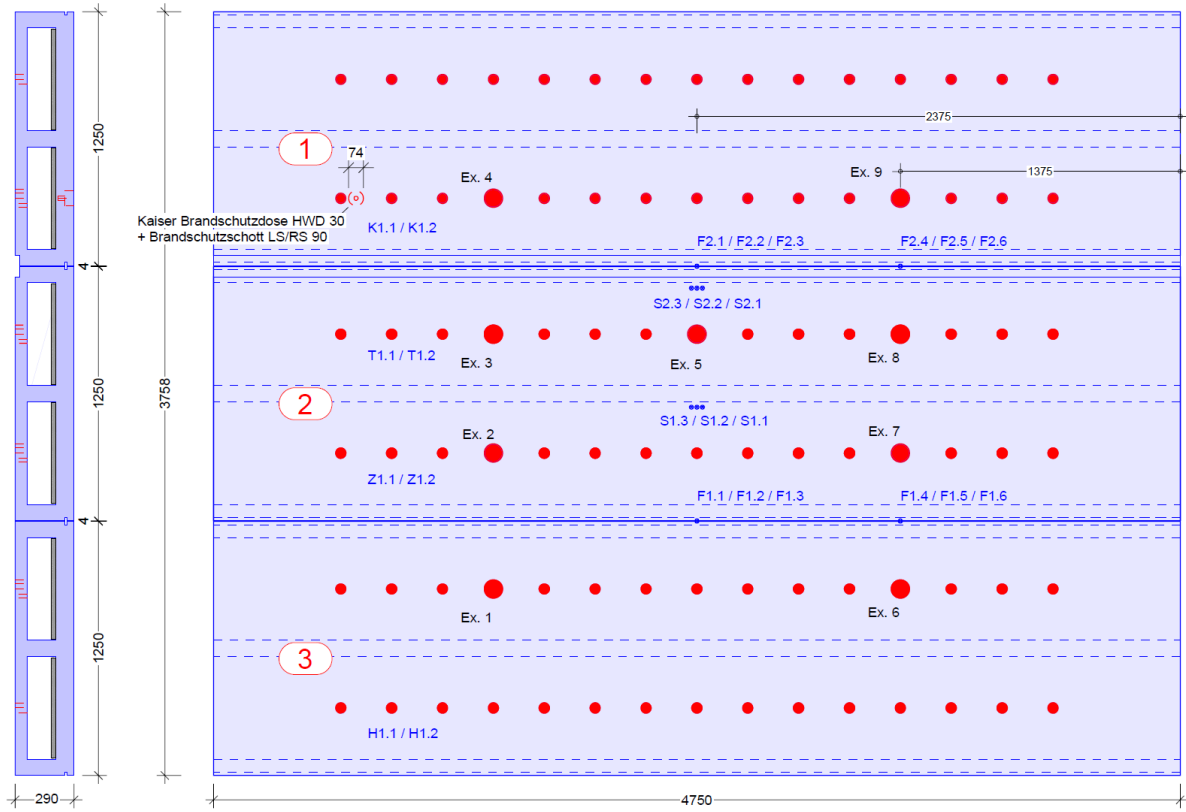 2375
1250
1
74
Ex. 4
Ex. 9
1375
Kaiser Brandschutzdose HWD 30
+ Brandschutzschott LS/RS 90
K1.1 / K1.2
F2.1 / F2.2 / F2.3
F2.4 / F2.5 / F2.6
4
S2.3 / S2.2 / S2.1
T1.1 / T1.2
Ex. 3
Ex. 5
Ex. 8
1250
3758
2
S1.3 / S1.2 / S1.1
Ex. 2
Ex. 7
Z1.1 / Z1.2
F1.1 / F1.2 / F1.3
F1.4 / F1.5 / F1.6
4
Ex. 1
Ex. 6
1250
3
H1.1 / H1.2
290
4750